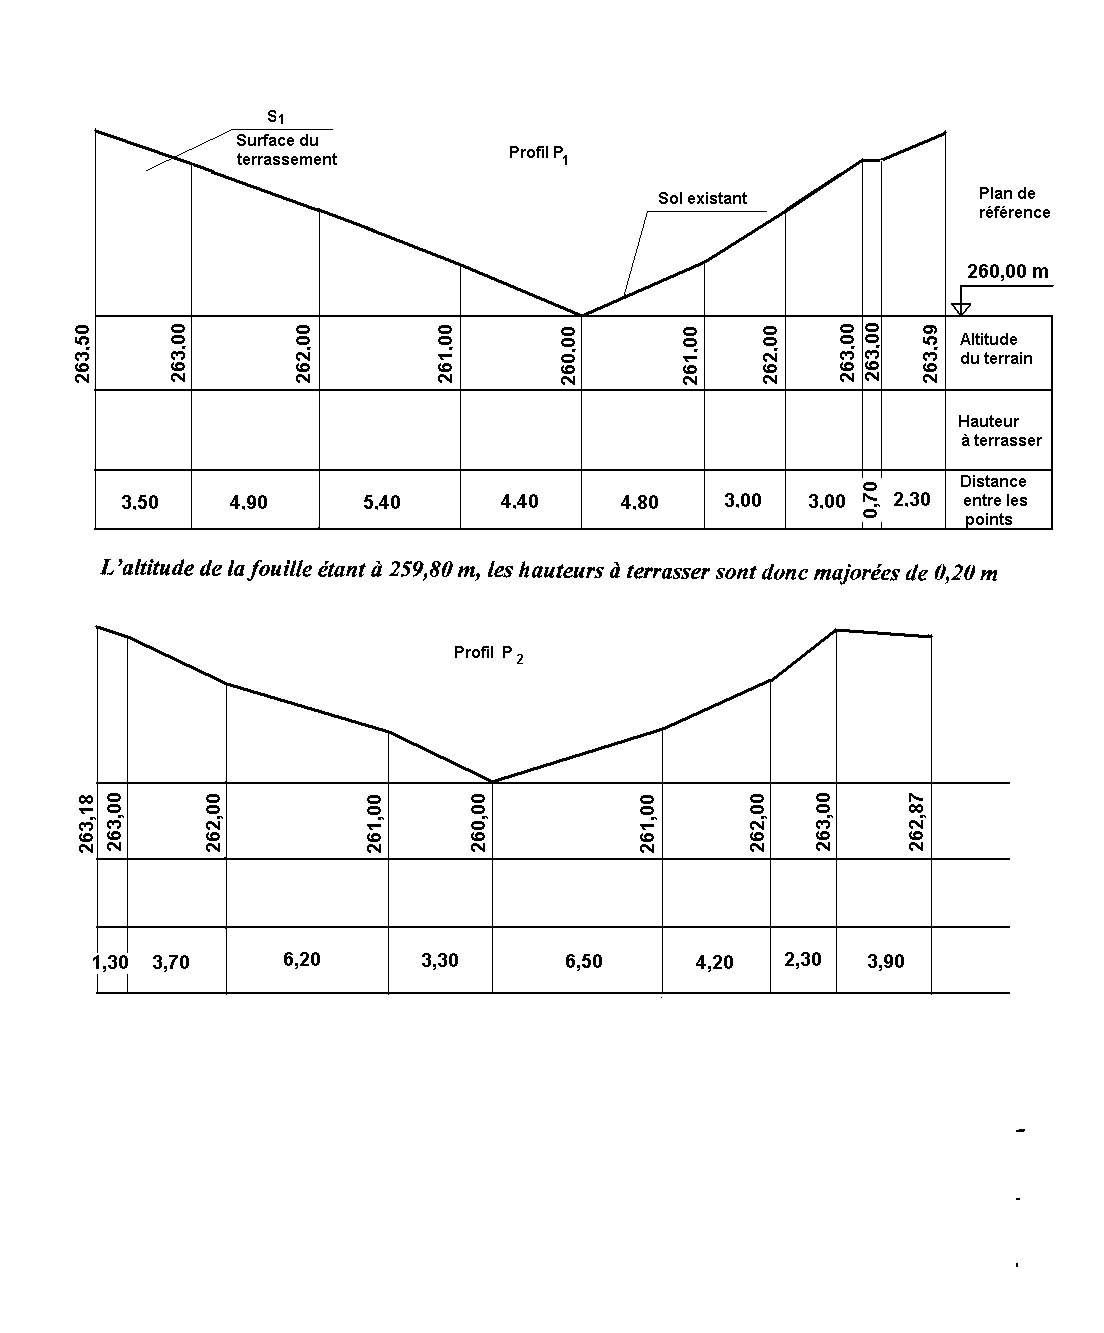 S1
Surface du
terrassement
Profil P1
Sol existant
Plan de
référence
260,00 m
263.50 263.00 262.00 261.00 260.00 261.00 262.00 263.00 263.00 263.59
Altitude
du terrain
Hauteur
à terrasser
3.50 4.90 5.40 4.40 4.80 3.00 3.00 0,70 2.30
Distance
entre les
points
L'altitude de la fouille étant à 259,80 m, les hauteurs à terrasser sont donc majorées de 0,20 m
Profil P 2
263,18 263,00 262,00 261,00 260,00 261,00 262,00 263,00 262,87
1,30 3,70 6,20 3,30 6,50 4,20 2,30 3,90